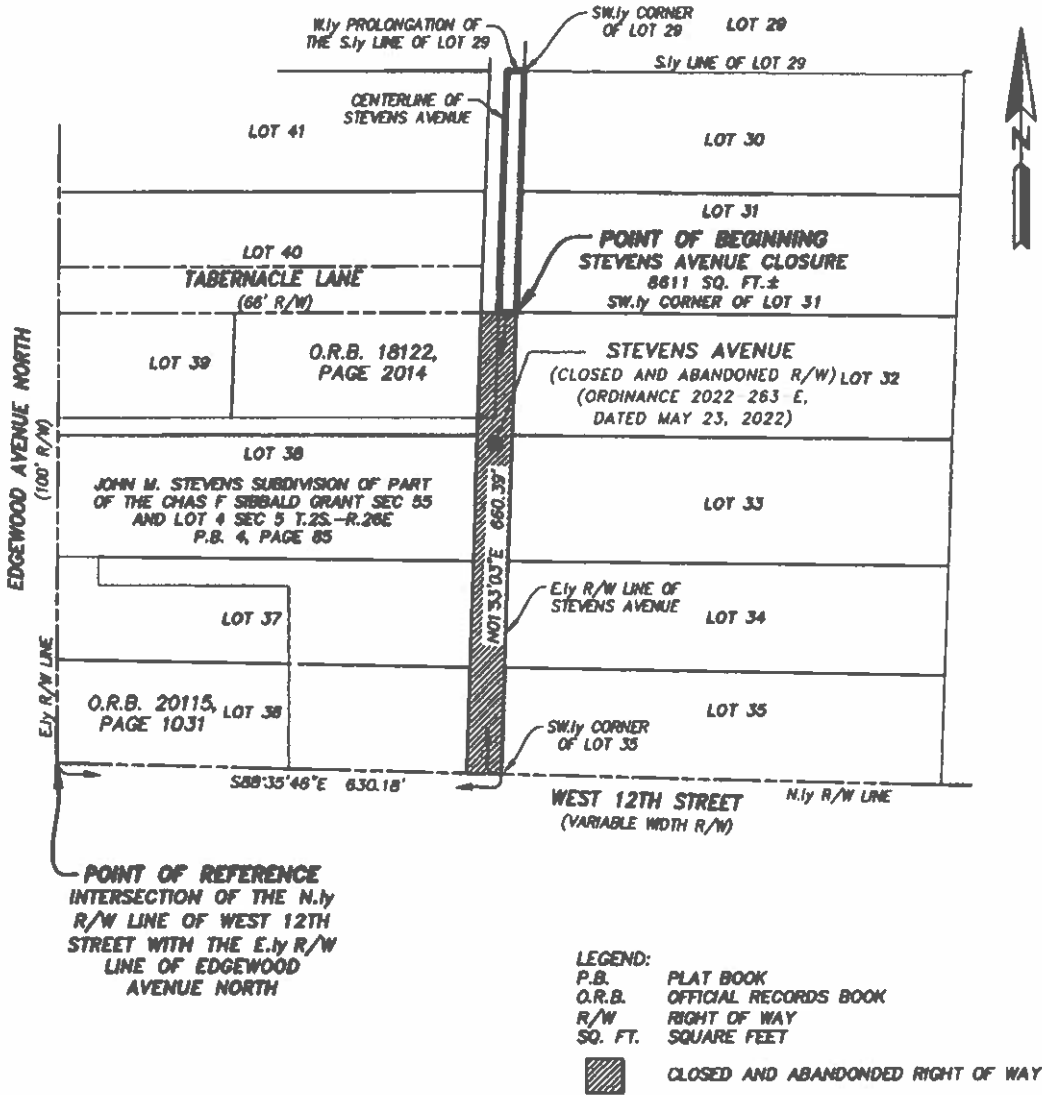 W.ly PROLONGATION OF
THE S.ly LINE OF LOT 29
SW.ly CORNER
OF LOT 29
LOT 29
S.ly LINE OF LOT 29
CENTERLINE OF
STEVENS AVENUE
LOT 41
LOT 30
N
LOT 31
POINT OF BEGINNING
STEVENS AVENUE CLOSURE
8611 SQ. FT.±
SW.ly CORNER OF LOT 31
LOT 40
TABERNACLE LANE
(66' R/W)
LOT 39
O.R.B. 18122,
PAGE 2014
STEVENS AVENUE
(CLOSED AND ABANDONED R/W)
(ORDINANCE 2022-263-E,
DATED MAY 23, 2022)
LOT 32
EDGEWOOD AVENUE NORTH
(100' R/W)
LOT 38
JOHN M. STEVENS SUBDIVISION OF PART
OF THE CHAS F SIBBALD GRANT SEC 55
AND LOT 4 SEC 5 T.2S.-R.26E
P.B. 4, PAGE 85
LOT 33
N01°53'03"E 660.39'
E.ly R/W LINE OF
STEVENS AVENUE
LOT 37
LOT 34
E.ly R/W LINE
O.R.B. 20115,
PAGE 1031
LOT 36
LOT 35
SW.ly CORNER
OF LOT 35
S88°35'46"E 630.18'
WEST 12TH STREET
(VARIABLE WIDTH R/W)
N.ly R/W LINE
POINT OF REFERENCE
INTERSECTION OF THE N.ly
R/W LINE OF WEST 12TH
STREET WITH THE E.ly R/W
LINE OF EDGEWOOD
AVENUE NORTH
LEGEND:
P.B. PLAT BOOK
O.R.B. OFFICIAL RECORDS BOOK
R/W RIGHT OF WAY
SQ. FT. SQUARE FEET
CLOSED AND ABANDONDED RIGHT OF WAY